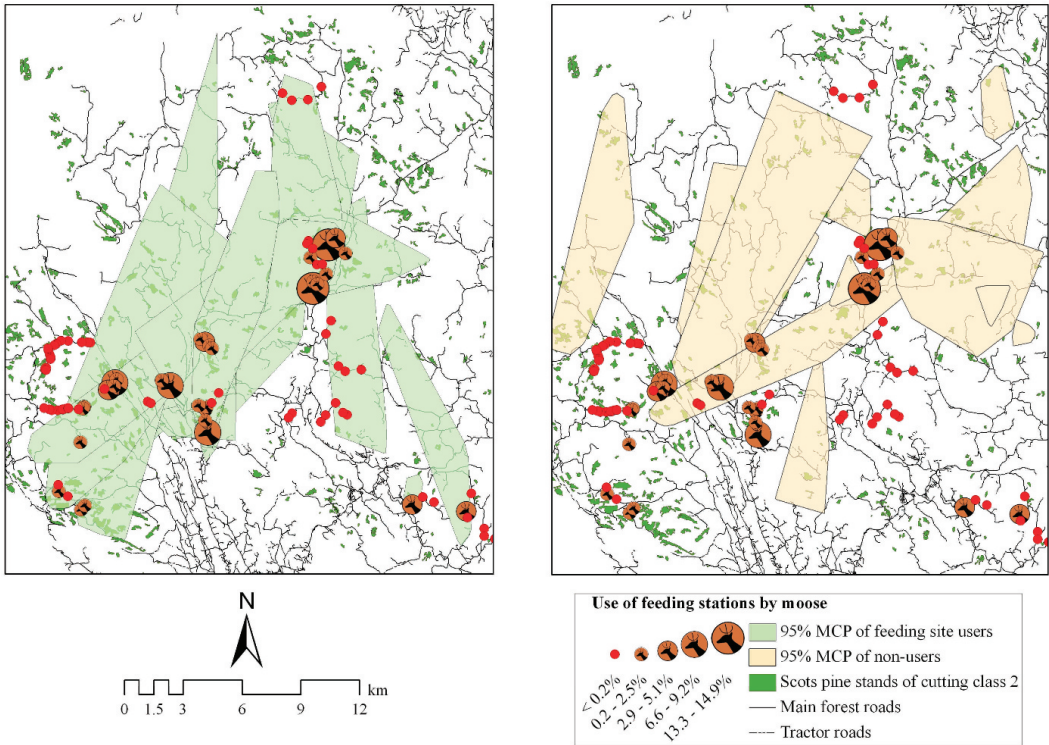 N
0 1.5 3 6 9 12
km
Use of feeding stations by moose
< 0.2%
0.2 - 2.5%
2.9 - 5.1%
6.6 - 9.2%
13.3 - 14.9%
95% MCP of feeding site users
95% MCP of non-users
Scots pine stands of cutting class 2
Main forest roads
Tractor roads